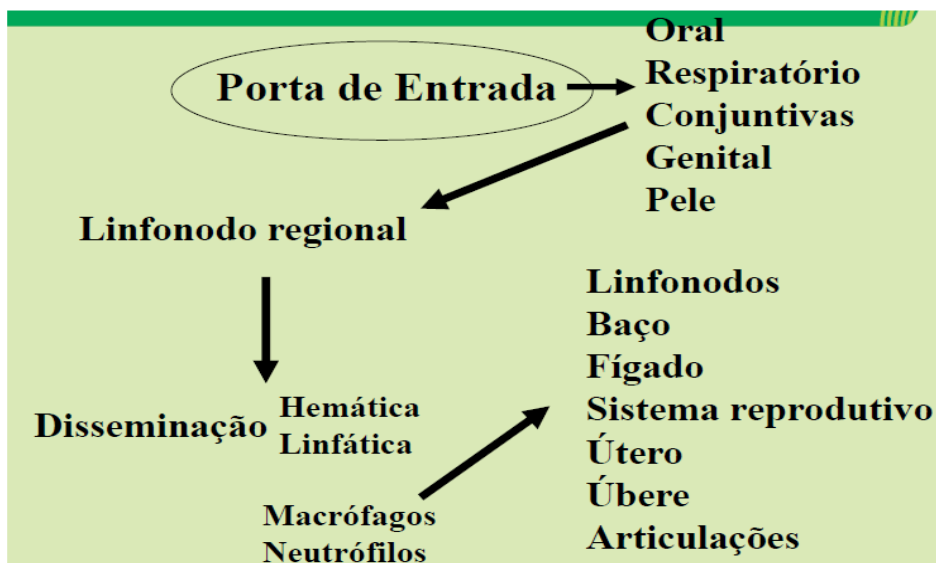 Porta de Entrada
Oral
Respiratório
Conjuntivas
Genital
Pele
Linfonodo regional
Disseminação
Hemática
Linfática
Macrófagos
Neutrófilos
Linfonodos
Baço
Fígado
Sistema reprodutivo
Útero
Úbere
Articulações